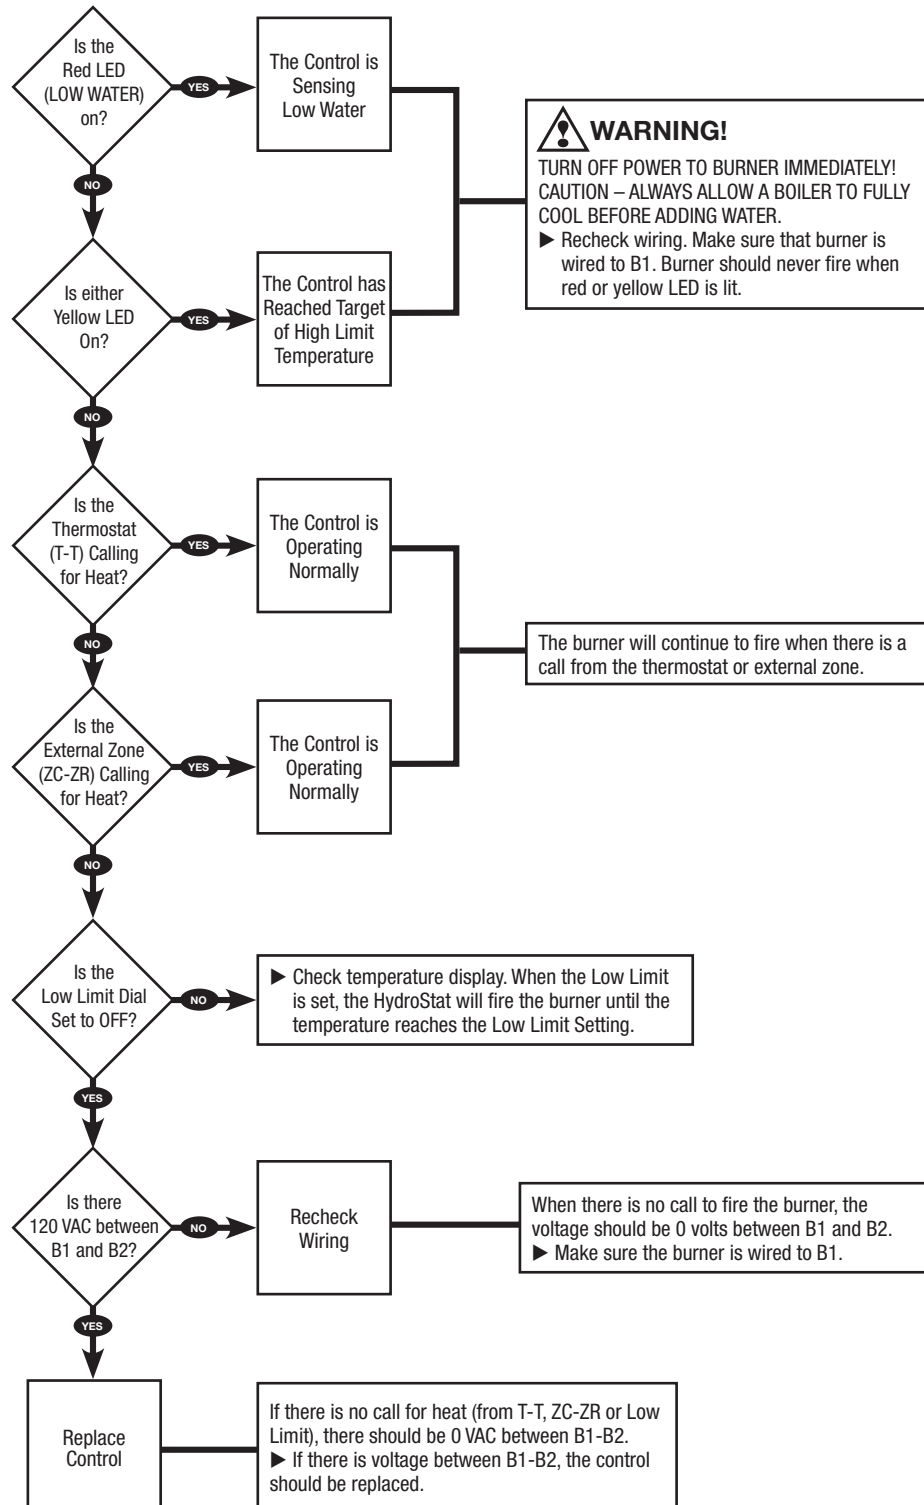 Is the
Red LED
(LOW WATER)
on?
YES
The Control is
Sensing
Low Water
WARNING!
TURN OFF POWER TO BURNER IMMEDIATELY!
CAUTION – ALWAYS ALLOW A BOILER TO FULLY
COOL BEFORE ADDING WATER.
▶ Recheck wiring. Make sure that burner is
wired to B1. Burner should never fire when
red or yellow LED is lit.
NO
Is either
Yellow LED
On?
YES
The Control has
Reached Target
of High Limit
Temperature
NO
Is the
Thermostat
(T-T) Calling
for Heat?
YES
The Control is
Operating
Normally
The burner will continue to fire when there is a
call from the thermostat or external zone.
NO
Is the
External Zone
(ZC-ZR) Calling
for Heat?
YES
The Control is
Operating
Normally
NO
Is the
Low Limit Dial
Set to OFF?
NO
▶ Check temperature display. When the Low Limit
is set, the HydroStat will fire the burner until the
temperature reaches the Low Limit Setting.
YES
Is there
120 VAC between
B1 and B2?
NO
Recheck
Wiring
When there is no call to fire the burner, the
voltage should be 0 volts between B1 and B2.
▶ Make sure the burner is wired to B1.
YES
Replace
Control
If there is no call for heat (from T-T, ZC-ZR or Low
Limit), there should be 0 VAC between B1-B2.
▶ If there is voltage between B1-B2, the control
should be replaced.